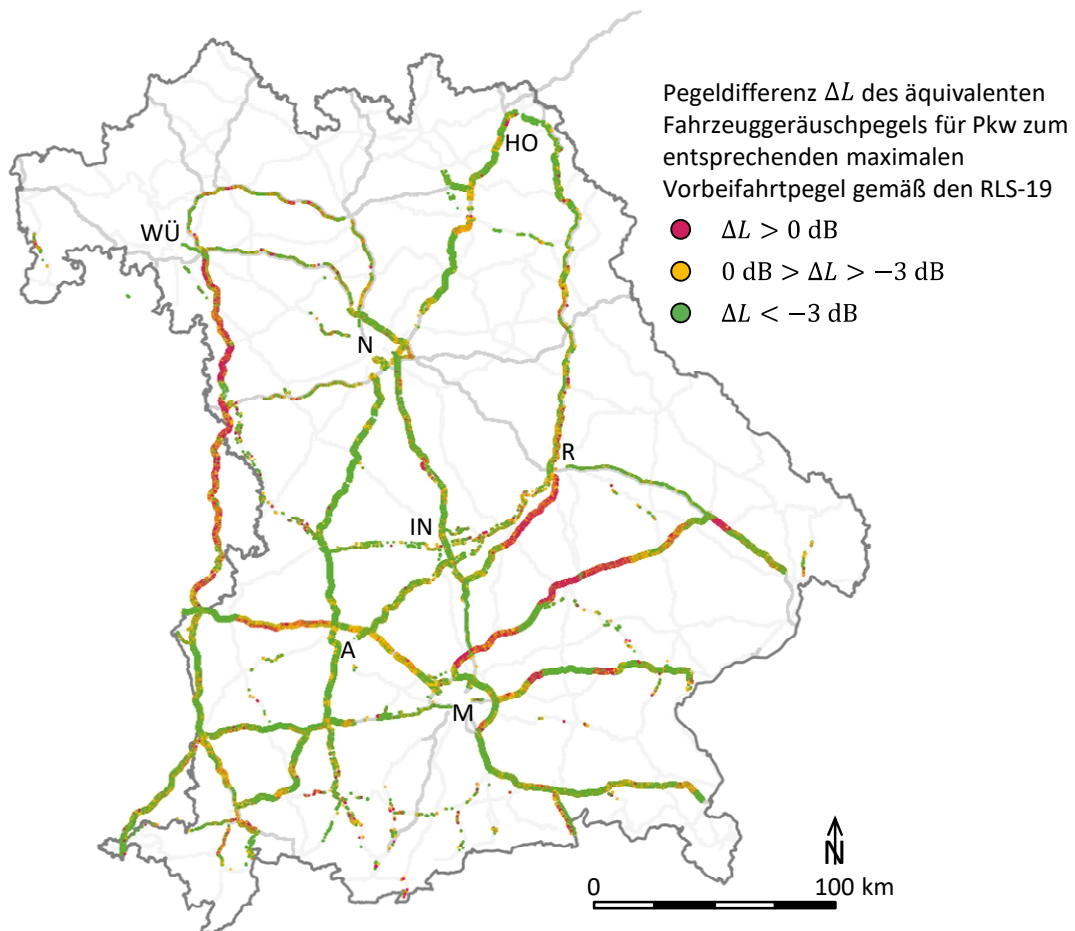 Pegeldifferenz ΔL des äquivalenten
Fahrzeuggeräuschpegels für Pkw zum
entsprechenden maximalen
Vorbeifahrtpegel gemäß den RLS-19
ΔL > 0 dB
0 dB > ΔL > −3 dB
ΔL < −3 dB
HO
WÜ
N
R
IN
A
M
N
0 100 km